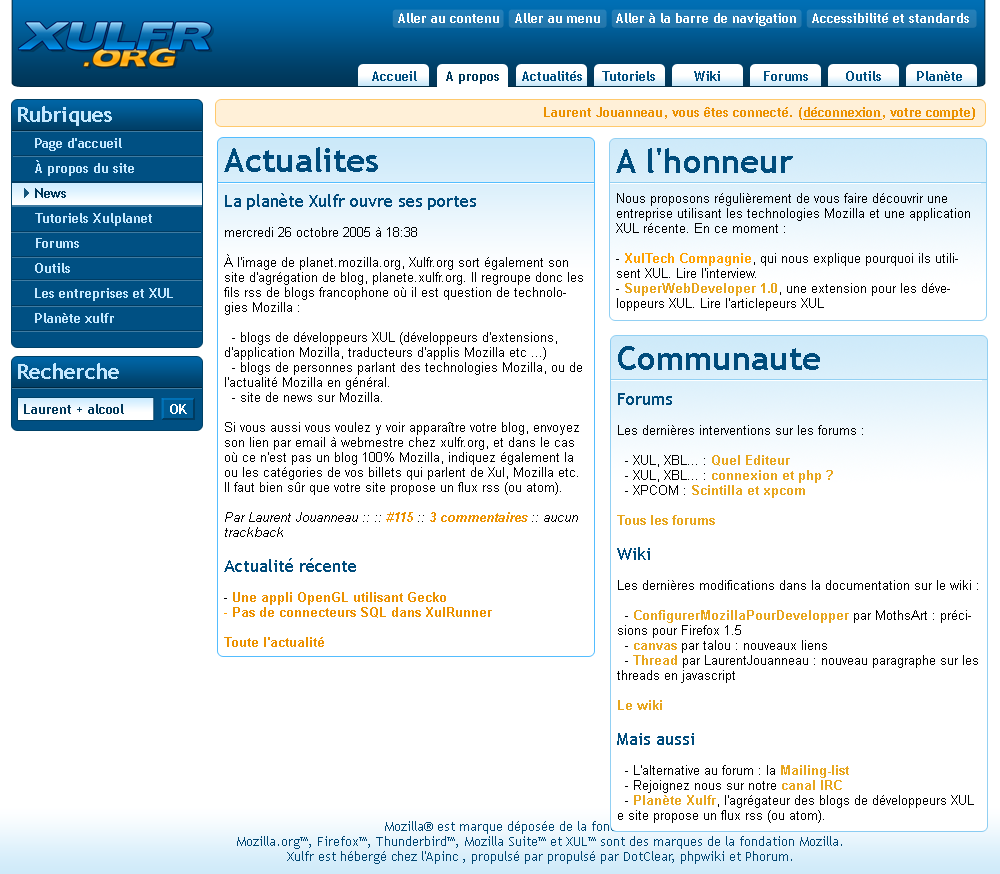 XULFR
.ORG
Aller au contenu Aller au menu Aller à la barre de navigation Accessibilité et standards
Accueil A propos Actualités Tutoriels Wiki Forums Outils Planète
Rubriques
Page d'accueil
À propos du site
News
Tutoriels Xulplanet
Forums
Outils
Les entreprises et XUL
Planète xulfr
Recherche
Laurent + alcool OK
Laurent Jouanneau, vous êtes connecté. (déconnexion, votre compte)
Actualites
La planète Xulfr ouvre ses portes
mercredi 26 octobre 2005 à 18:38
À l'image de planet.mozilla.org, Xulfr.org sort également son
site d'agrégation de blog, planete.xulfr.org. Il regroupe donc les
fils rss de blogs francophone où il est question de technolo-
gies Mozilla :
- blogs de développeurs XUL (développeurs d'extensions,
d'application Mozilla, traducteurs d'applis Mozilla etc ...)
- blogs de personnes parlant des technologies Mozilla, ou de
l'actualité Mozilla en général.
- site de news sur Mozilla.
Si vous aussi vous voulez y voir apparaître votre blog, envoyez
son lien par email à webmestre chez xulfr.org, et dans le cas
où ce n'est pas un blog 100% Mozilla, indiquez également la
ou les catégories de vos billets qui parlent de Xul, Mozilla etc.
Il faut bien sûr que votre site propose un flux rss (ou atom).
Par Laurent Jouanneau :: :: #115 :: 3 commentaires :: aucun
trackback
Actualité récente
- Une appli OpenGL utilisant Gecko
- Pas de connecteurs SQL dans XulRunner
Toute l'actualité
A l'honneur
Nous proposons régulièrement de vous faire découvrir une
entreprise utilisant les technologies Mozilla et une application
XUL récente. En ce moment :
- XulTech Compagnie, qui nous explique pourquoi ils utili-
sent XUL. Lire l'interview.
- SuperWebDeveloper 1.0, une extension pour les déve-
loppeurs XUL. Lire l'articlepeurs XUL
Communaute
Forums
Les dernières interventions sur les forums :
- XUL, XBL... : Quel Editeur
- XUL, XBL... : connexion et php ?
- XPCOM : Scintilla et xpcom
Tous les forums
Wiki
Les dernières modifications dans la documentation sur le wiki :
- ConfigurerMozillaPourDevelopper par MothsArt : préci-
sions pour Firefox 1.5
- canvas par talou : nouveaux liens
- Thread par LaurentJouanneau : nouveau paragraphe sur les
threads en javascript
Le wiki
Mais aussi
- L'alternative au forum : la Mailing-list
- Rejoignez nous sur notre canal IRC
- Planète Xulfr, l'agrégateur des blogs de développeurs XUL
e site propose un flux rss (ou atom).
Mozilla® est marque déposée de la fon
Mozilla.org™, Firefox™, Thunderbird™, Mozilla Suite™ et XUL™ sont des marques de la fondation Mozilla.
Xulfr est hébergé chez l'Apinc , propulsé par propulsé par DotClear, phpwiki et Phorum.